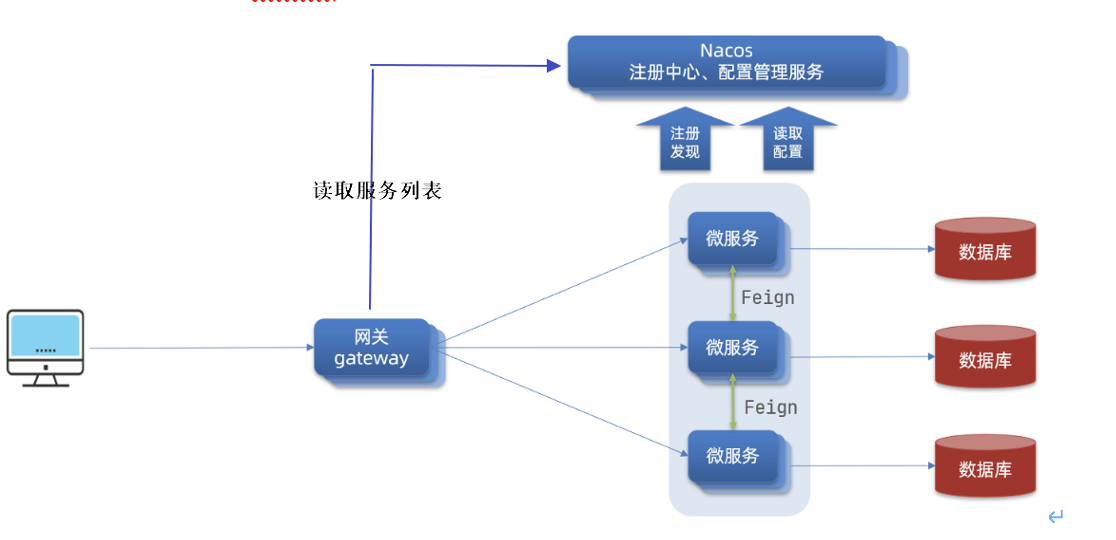 Nacos
注册中心、配置管理服务
注册
发现
读取
配置
读取服务列表
微服务
数据库
Feign
网关
gateway
微服务
数据库
Feign
微服务
数据库